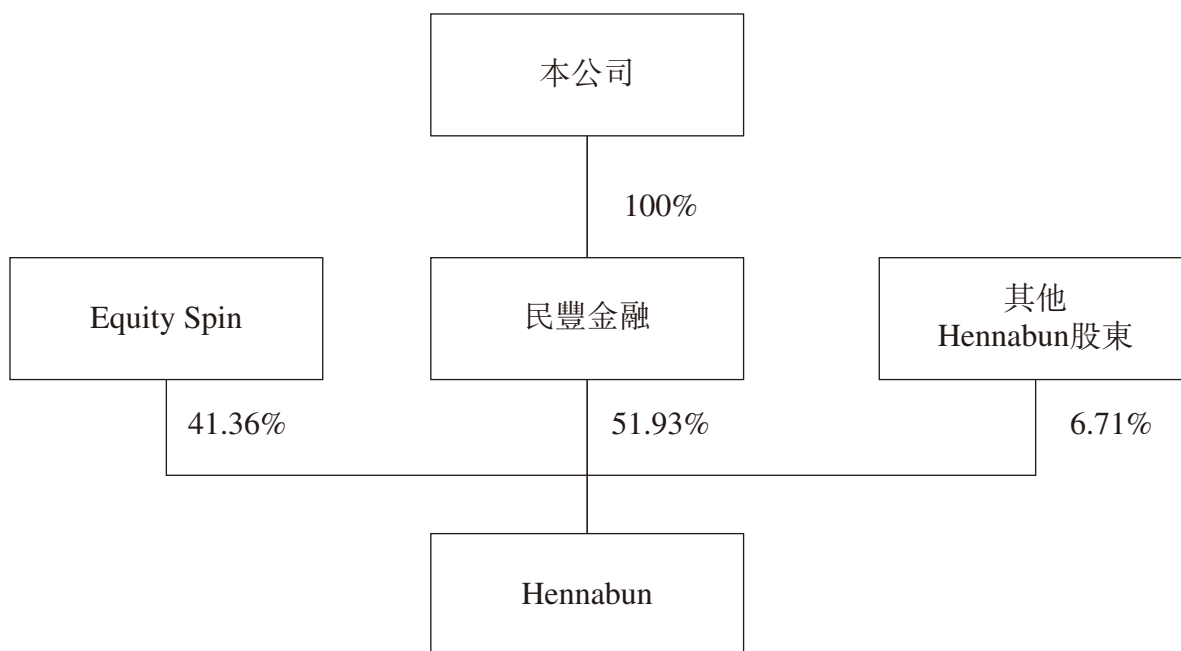 本公司
100%
Equity Spin
民豐金融
其他
Hennabun股東
41.36%
51.93%
6.71%
Hennabun